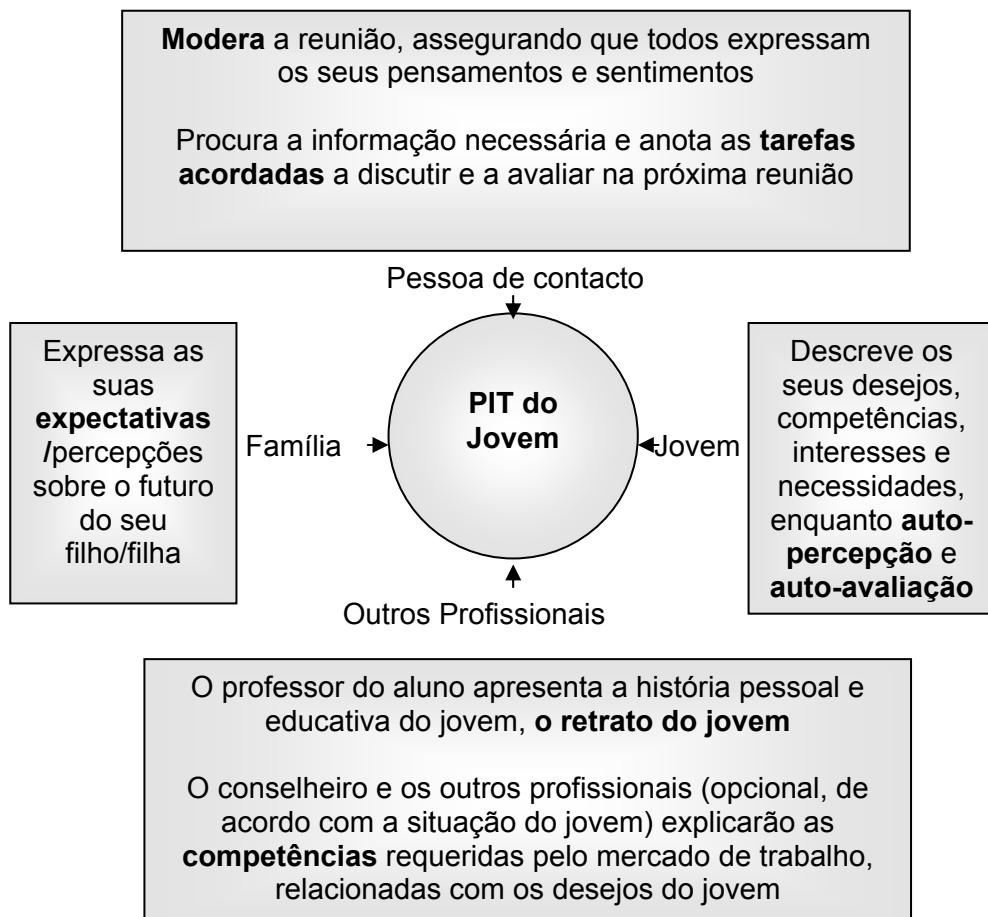 Modera a reunião, assegurando que todos expressam
os seus pensamentos e sentimentos
Procura a informação necessária e anota as tarefas
acordadas a discutir e a avaliar na próxima reunião
Pessoa de contacto
Expressa as
suas
expectativas
/percepções
sobre o futuro
do seu
filho/filha
Família
PIT do
Jovem
Jovem
Descreve os
seus desejos,
competências,
interesses e
necessidades,
enquanto auto-
percepção e
auto-avaliação
Outros Profissionais
O professor do aluno apresenta a história pessoal e
educativa do jovem, o retrato do jovem
O conselheiro e os outros profissionais (opcional, de
acordo com a situação do jovem) explicarão as
competências requeridas pelo mercado de trabalho,
relacionadas com os desejos do jovem